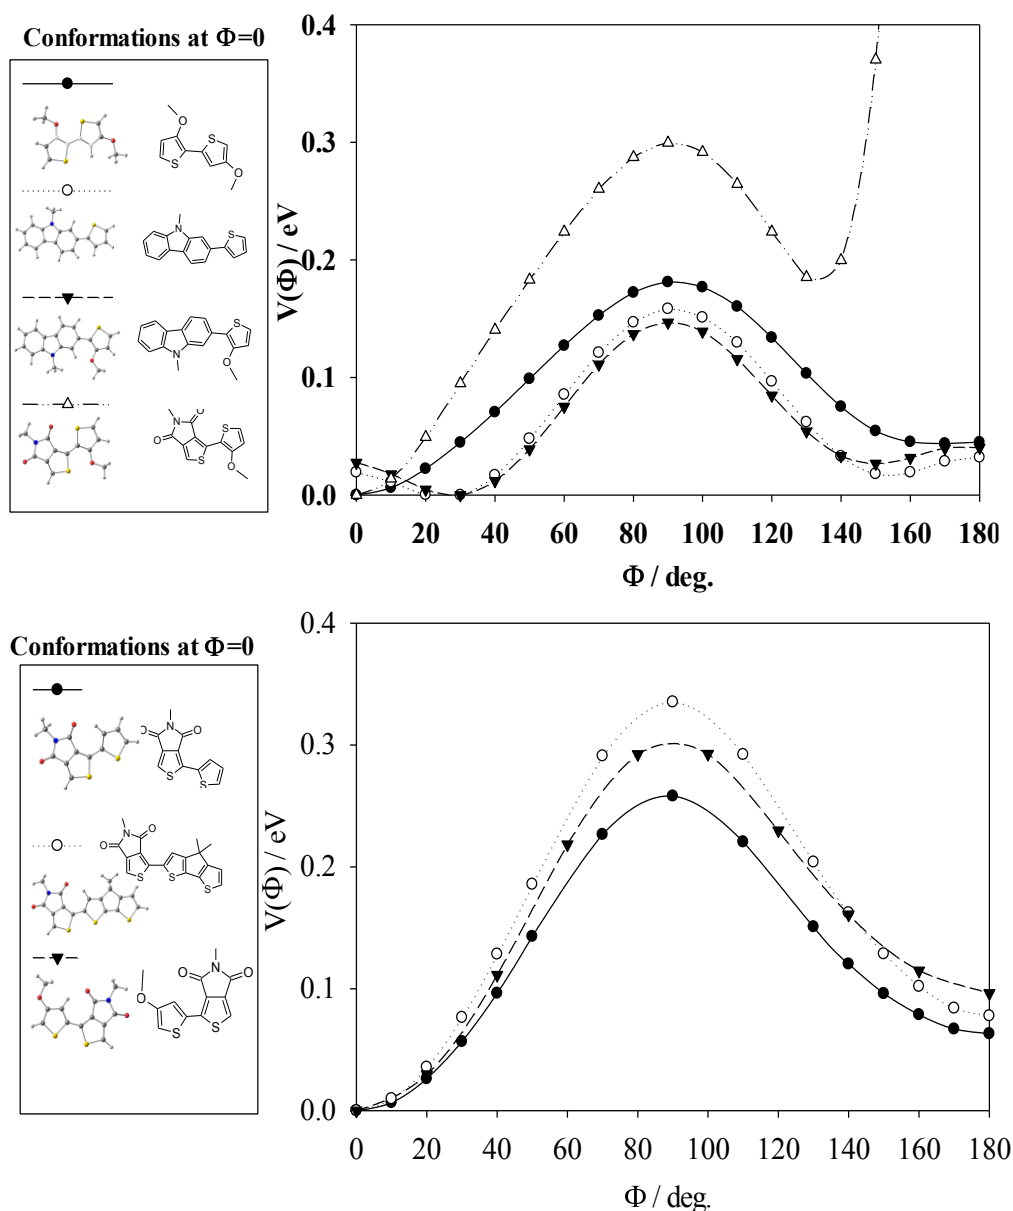 Conformations at Φ=0
O
S
S
O
N
S
S
N
O
N
O
O
S
S
O
V(Φ) / eV
0.4
0.3
0.2
0.1
0.0
0 20 40 60 80 100 120 140 160 180
Φ / deg.
Conformations at Φ=0
N
O
O
S
S
N
O
O
S
S
S
N
O
O
O
S
S
V(Φ) / eV
0.4
0.3
0.2
0.1
0.0
0 20 40 60 80 100 120 140 160 180
Φ / deg.